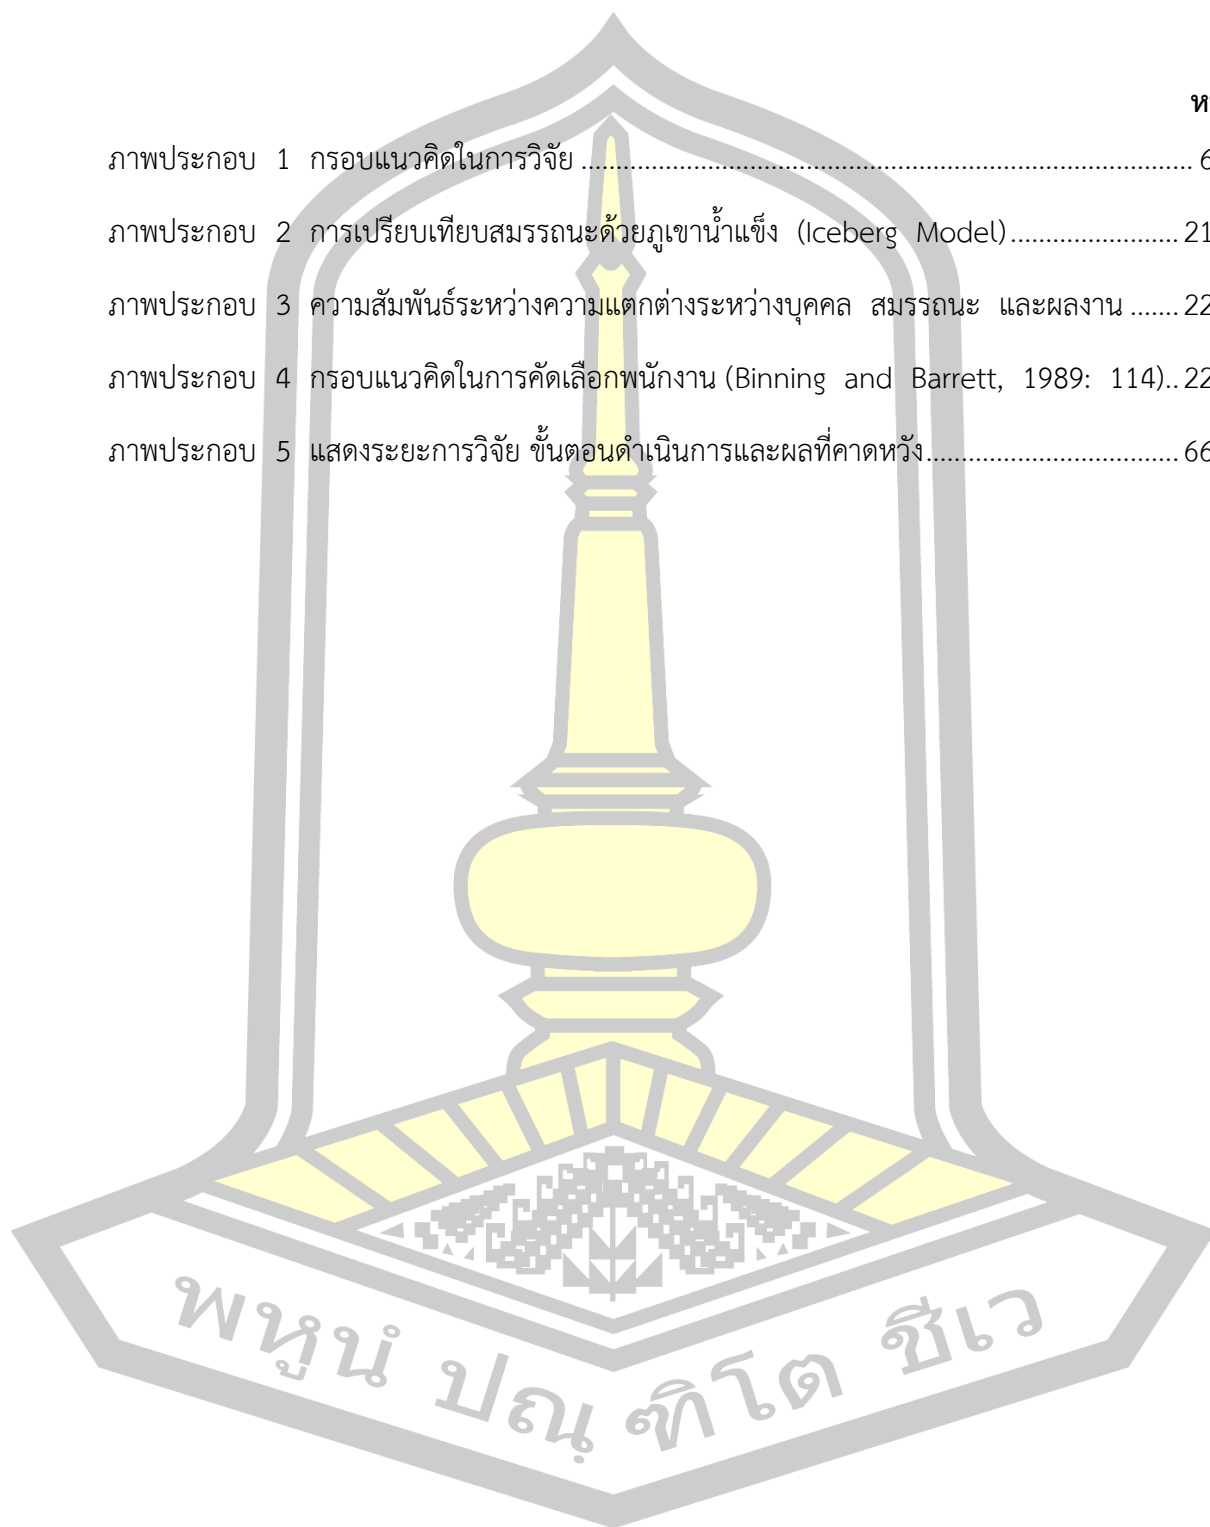 ภาพประกอบ 1 กรอบแนวคิดในการวิจัย ........................................................................................ 6
ภาพประกอบ 2 การเปรียบเทียบสมรรถนะด้วยภูเขาน้ำแข็ง (Iceberg Model)........................ 21
ภาพประกอบ 3 ความสัมพันธ์ระหว่างความแตกต่างระหว่างบุคคล สมรรถนะ และผลงาน ....... 22
ภาพประกอบ 4 กรอบแนวคิดในการคัดเลือกพนักงาน (Binning and Barrett, 1989: 114).. 22
ภาพประกอบ 5 แสดงระยะการวิจัย ขั้นตอนดำเนินการและผลที่คาดหวัง.................................... 66
พหูนํ ปณฺฑิโต ชีเว